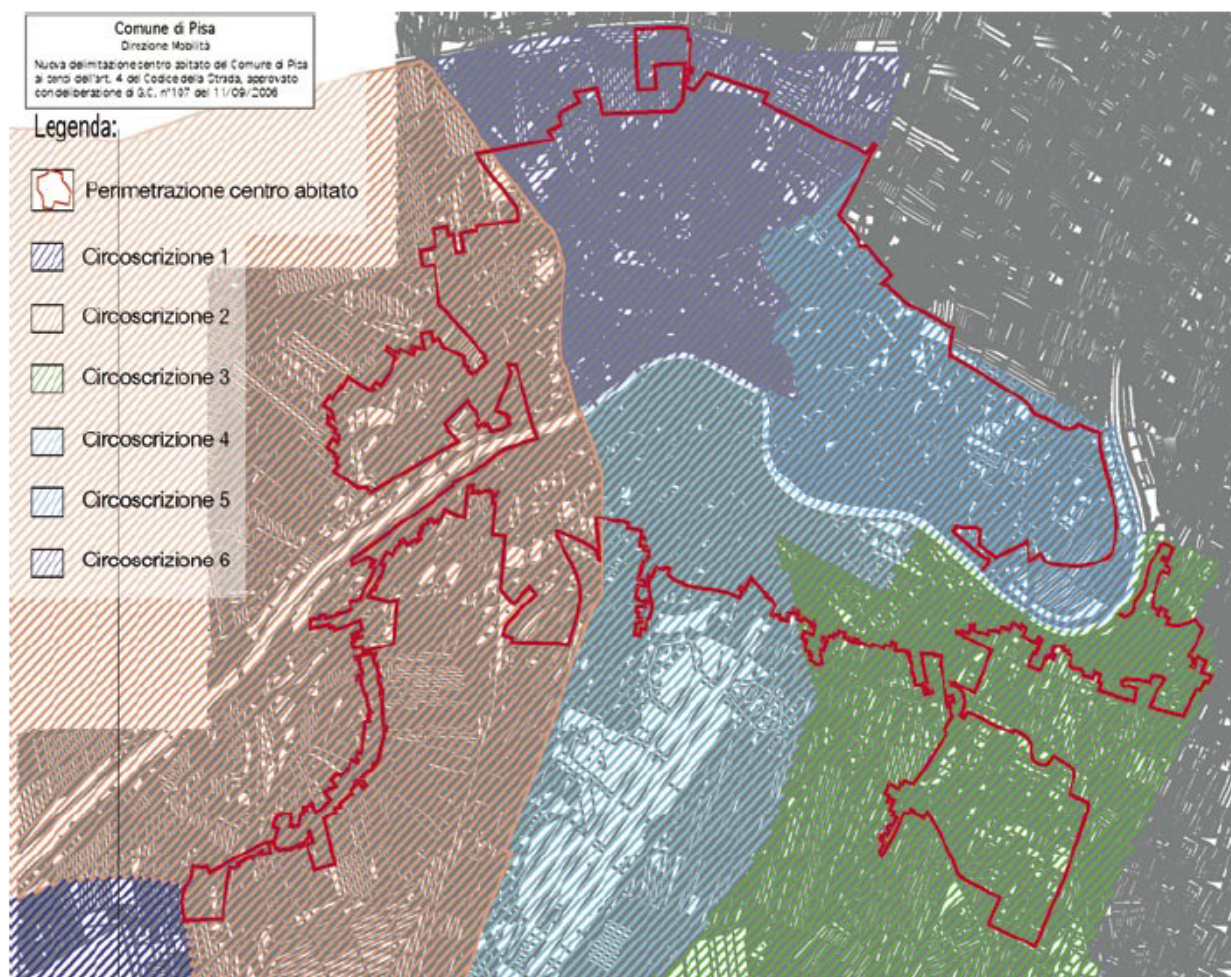 Comune di Pisa
Direzione Mobilità
Nuova delimitazione centro abitato del Comune di Pisa
ai sensi dell'art. 4 del Codice della Strada, approvato
con deliberazione di G.C. n°107 del 11/09/2006
Legenda:
Perimetrazione centro abitato
Circoscrizione 1
Circoscrizione 2
Circoscrizione 3
Circoscrizione 4
Circoscrizione 5
Circoscrizione 6